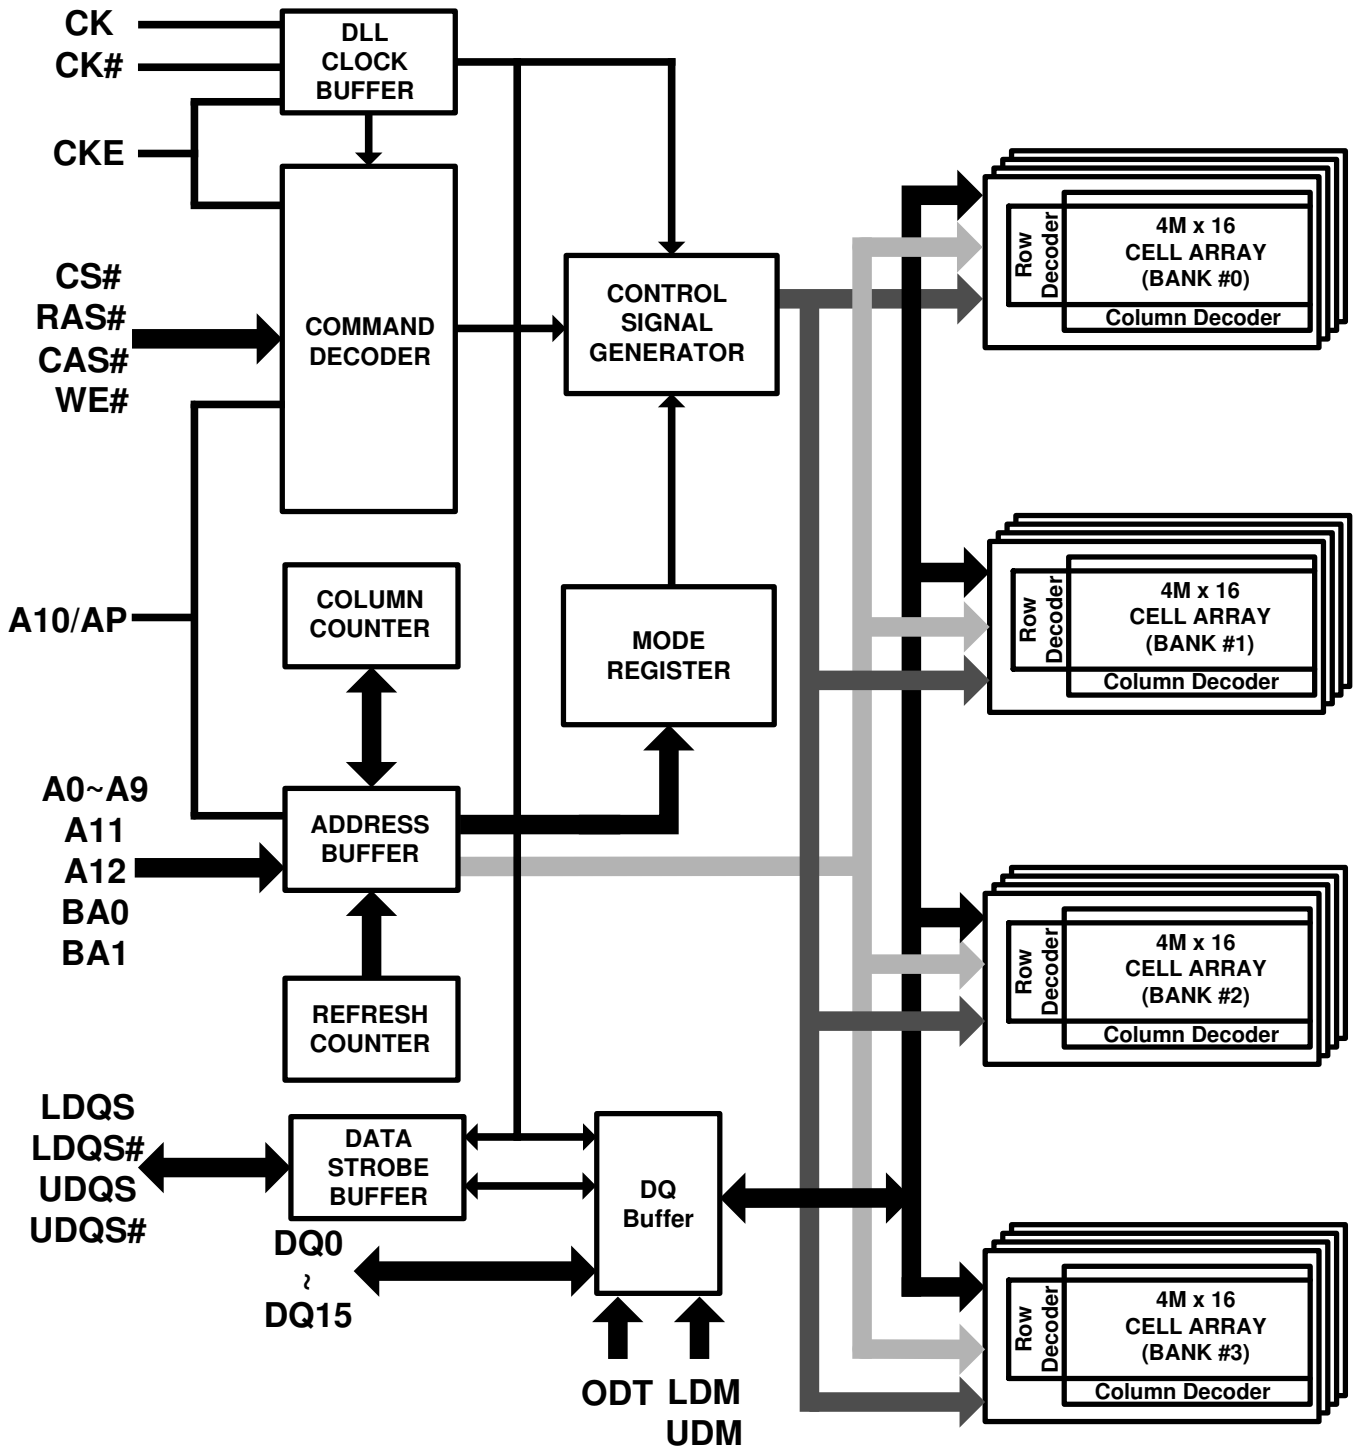 CK
CK#
CKE
DLL
CLOCK
BUFFER
CS#
RAS#
CAS#
WE#
COMMAND
DECODER
CONTROL
SIGNAL
GENERATOR
Row
Decoder
4M x 16
CELL ARRAY
(BANK #0)
Column Decoder
A10/AP
COLUMN
COUNTER
MODE
REGISTER
Row
Decoder
4M x 16
CELL ARRAY
(BANK #1)
Column Decoder
A0~A9
A11
A12
BA0
BA1
ADDRESS
BUFFER
REFRESH
COUNTER
Row
Decoder
4M x 16
CELL ARRAY
(BANK #2)
Column Decoder
LDQS
LDQS#
UDQS
UDQS#
DATA
STROBE
BUFFER
DQ
Buffer
DQ0
~
DQ15
ODT
LDM
UDM
Row
Decoder
4M x 16
CELL ARRAY
(BANK #3)
Column Decoder